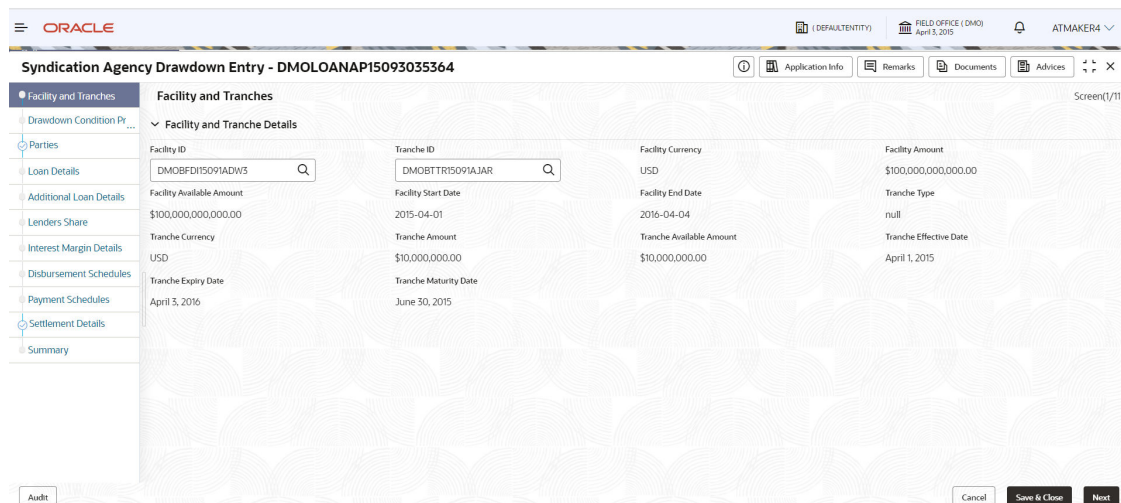 ORACLE
( DEFAULTENTITY)
FIELD OFFICE ( DMO)
April 3, 2015
ATMAKER4
Syndication Agency Drawdown Entry - DMOLOANAP15093035364
Application Info
Remarks
Documents
Advices
Facility and Tranches
Drawdown Condition Pr ...
Parties
Loan Details
Additional Loan Details
Lenders Share
Interest Margin Details
Disbursement Schedules
Payment Schedules
Settlement Details
Summary
Facility and Tranches
Screen(1/11
Facility and Tranche Details
Facility ID
DMOBFDI15091ADW3
Tranche ID
DMOBTTR15091AJAR
Facility Currency
USD
Facility Amount
$100,000,000,000.00
Facility Available Amount
$100,000,000,000.00
Facility Start Date
2015-04-01
Facility End Date
2016-04-04
Tranche Type
null
Tranche Currency
USD
Tranche Amount
$10,000,000.00
Tranche Available Amount
$10,000,000.00
Tranche Effective Date
April 1, 2015
Tranche Expiry Date
April 3, 2016
Tranche Maturity Date
June 30, 2015
Audit
Cancel
Save & Close
Next